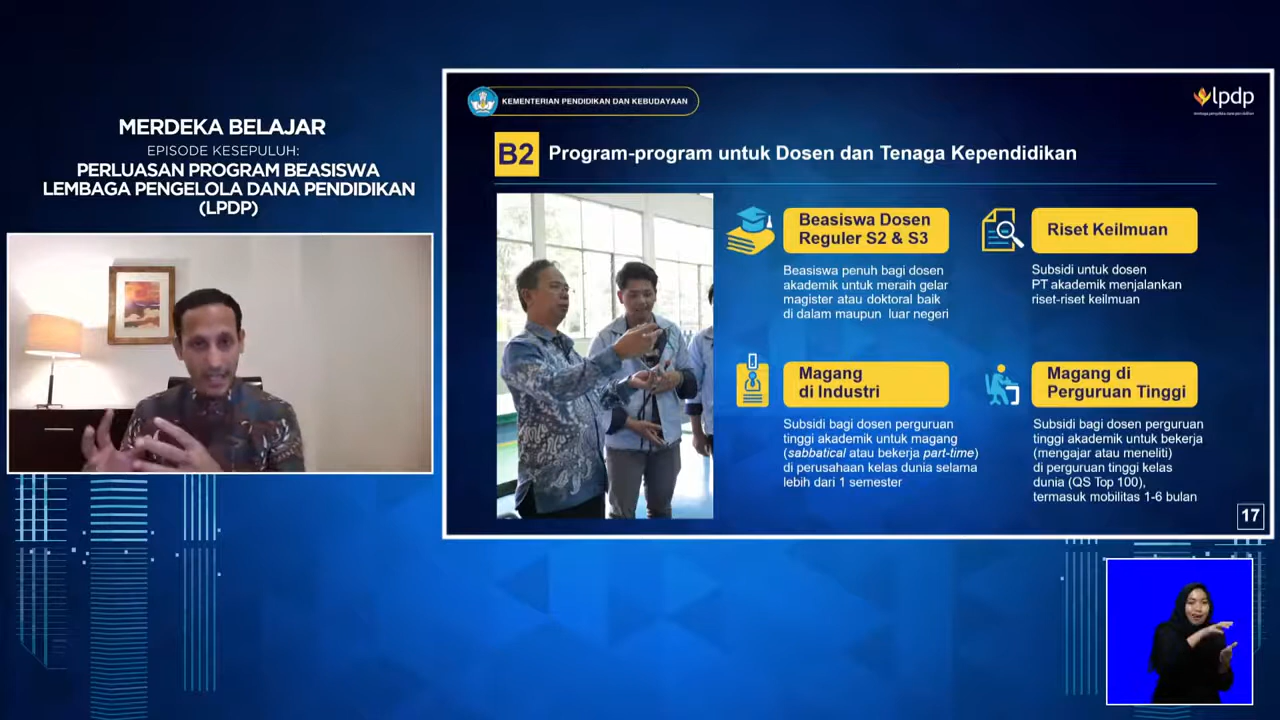 MERDEKA BELAJAR
EPISODE KESEPULUH:
PERLUASAN PROGRAM BEASISWA
LEMBAGA PENGELOLA DANA PENDIDIKAN
(LPDP)
KEMENTERIAN PENDIDIKAN DAN KEBUDAYAAN
lpdp
lembaga pengelola dana pendidikan
B2 Program-program untuk Dosen dan Tenaga Kependidikan
Beasiswa Dosen
Reguler S2 & S3
Beasiswa penuh bagi dosen
akademik untuk meraih gelar
magister atau doktoral baik
di dalam maupun luar negeri
Riset Keilmuan
Subsidi untuk dosen
PT akademik menjalankan
riset-riset keilmuan
Magang
di Industri
Subsidi bagi dosen perguruan
tinggi akademik untuk magang
(sabbatical atau bekerja part-time)
di perusahaan kelas dunia selama
lebih dari 1 semester
Magang di
Perguruan Tinggi
Subsidi bagi dosen perguruan
tinggi akademik untuk bekerja
(mengajar atau meneliti)
di perguruan tinggi kelas
dunia (QS Top 100),
termasuk mobilitas 1-6 bulan
17